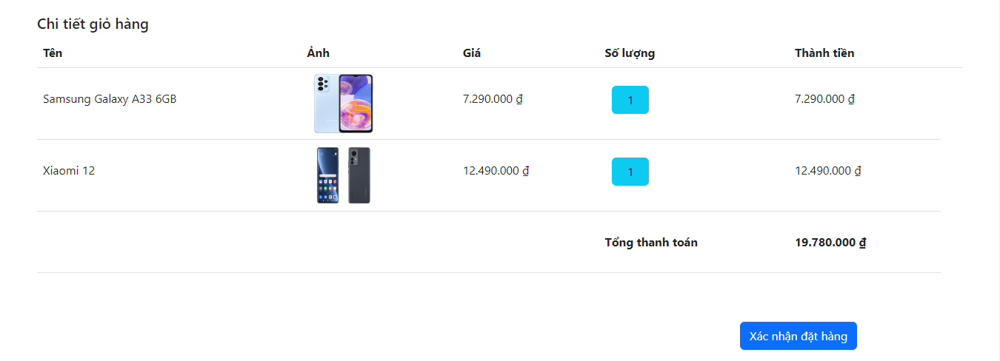 Chi tiết giỏ hàng
Tên Ảnh Giá Số lượng Thành tiền
Samsung Galaxy A33 6GB 7.290.000 ₫ 1 7.290.000 ₫
Xiaomi 12 12.490.000 ₫ 1 12.490.000 ₫
Tổng thanh toán 19.780.000 ₫
Xác nhận đặt hàng